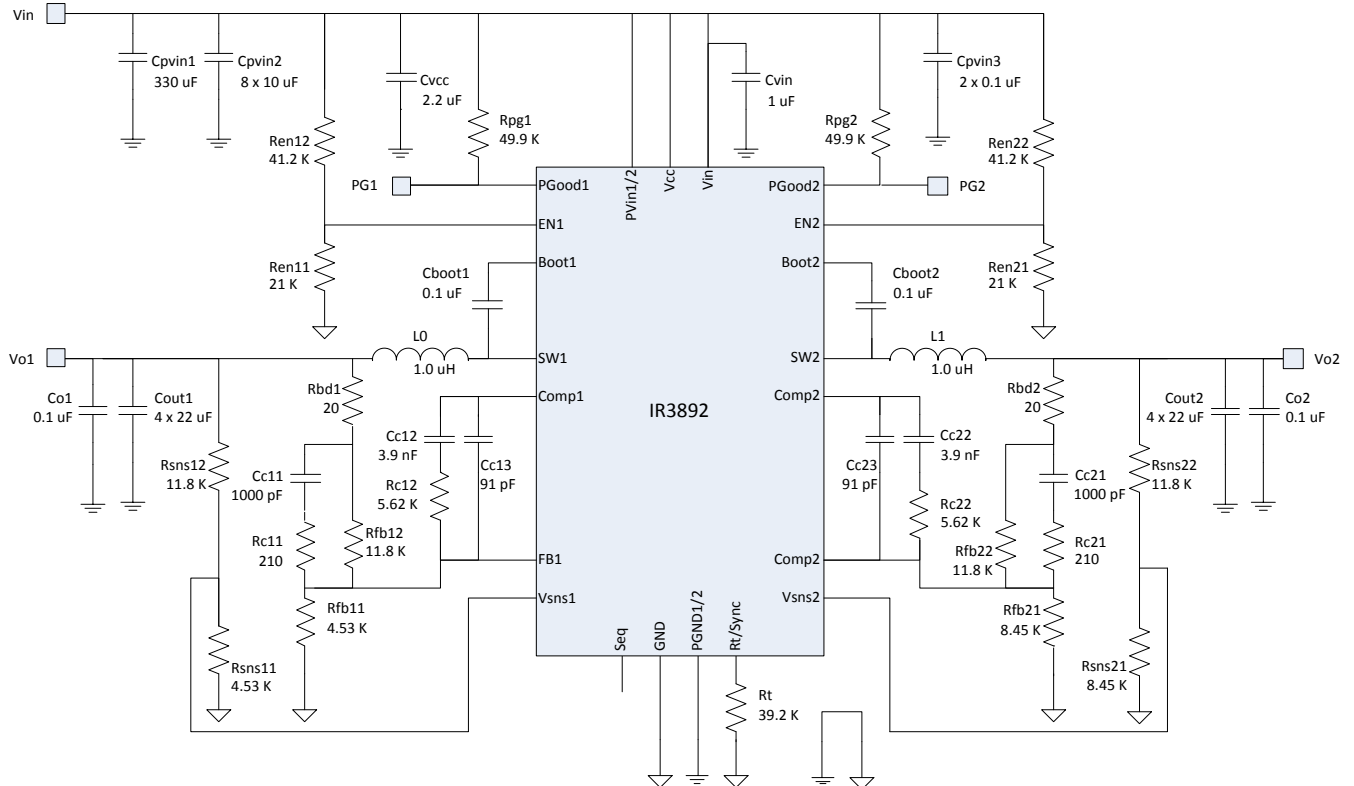 Vin
Cpvin1
330 uF
Cpvin2
8 x 10 uF
Cvcc
2.2 uF
Cvin
1 uF
Cpvin3
2 x 0.1 uF
Ren12
41.2 K
Rpg1
49.9 K
Rpg2
49.9 K
Ren22
41.2 K
PG1
PGood1
PVin1/2
Vcc
Vin
PGood2
PG2
EN1
EN2
Ren11
21 K
Boot1
Boot2
Ren21
21 K
Cboot1
0.1 uF
Cboot2
0.1 uF
Vo1
L0
1.0 uH
SW1
SW2
L1
1.0 uH
Vo2
Co1
0.1 uF
Cout1
4 x 22 uF
Rbd1
20
Comp1
IR3892
Comp2
Rbd2
20
Cout2
4 x 22 uF
Co2
0.1 uF
Rsns12
11.8 K
Cc11
1000 pF
Cc12
3.9 nF
Cc13
91 pF
Rc12
5.62 K
Cc23
91 pF
Cc22
3.9 nF
Rc22
5.62 K
Cc21
1000 pF
Rsns22
11.8 K
Rc11
210
Rfb12
11.8 K
FB1
Comp2
Rfb22
11.8 K
Rc21
210
Vsns1
Vsns2
Rfb11
4.53 K
Rfb21
8.45 K
Rsns11
4.53 K
Seq
GND
PGND1/2
Rt/Sync
Rsns21
8.45 K
Rt
39.2 K